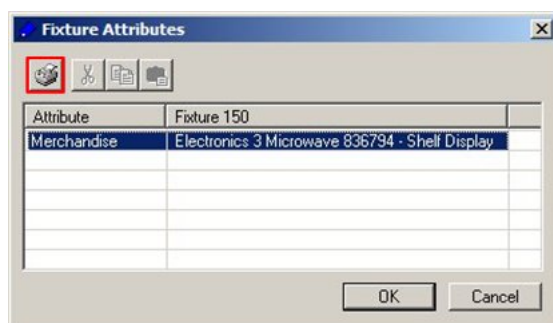 Fixture Attributes
Attribute Fixture 150
Merchandise Electronics 3 Microwave 836794 - Shelf Display
OK Cancel